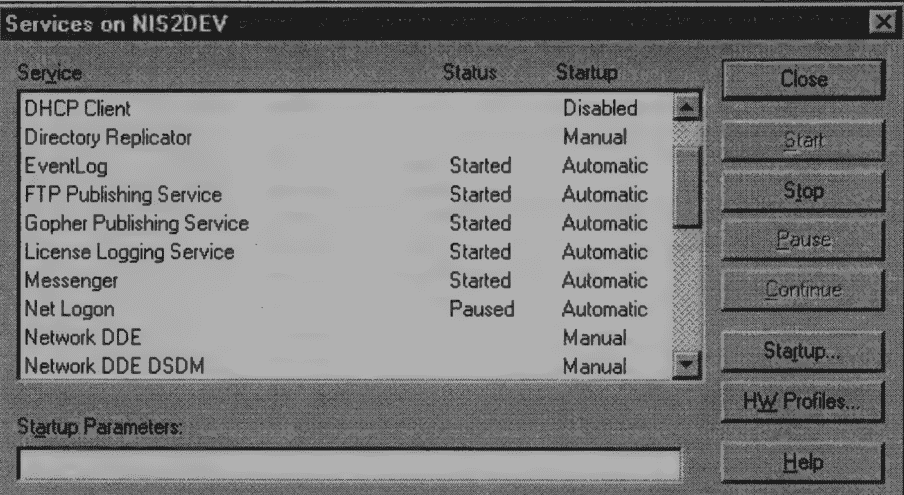 Services on NIS2DEV
Service Status Startup
DHCP Client Disabled
Directory Replicator Manual
EventLog Started Automatic
FTP Publishing Service Started Automatic
Gopher Publishing Service Started Automatic
License Logging Service Started Automatic
Messenger Started Automatic
Net Logon Paused Automatic
Network DDE Manual
Network DDE DSDM Manual
Startup Parameters:
Close
Start
Stop
Pause
Continue
Startup...
HW Profiles...
Help